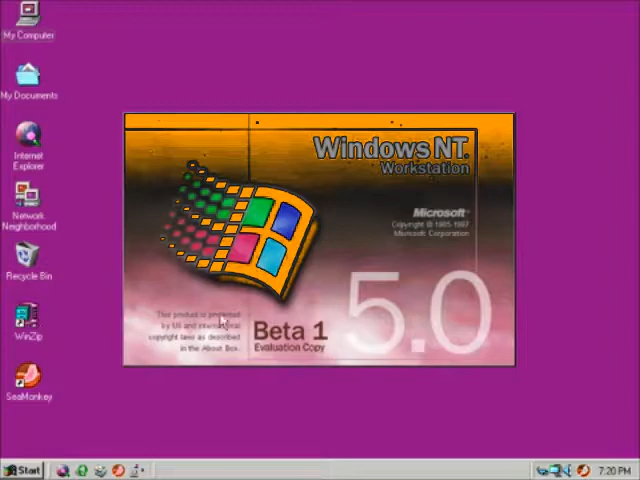 My Computer
My Documents
Internet
Explorer
Network
Neighborhood
Recycle Bin
WinZip
SeaMonkey
Windows NT.
Workstation
Microsoft
Copyright © 1985-1997
Microsoft Corporation
5.0
This product is protected
by US and international
copyright laws as described
in the About Box.
Beta 1
Evaluation Copy
Start
7:20 PM